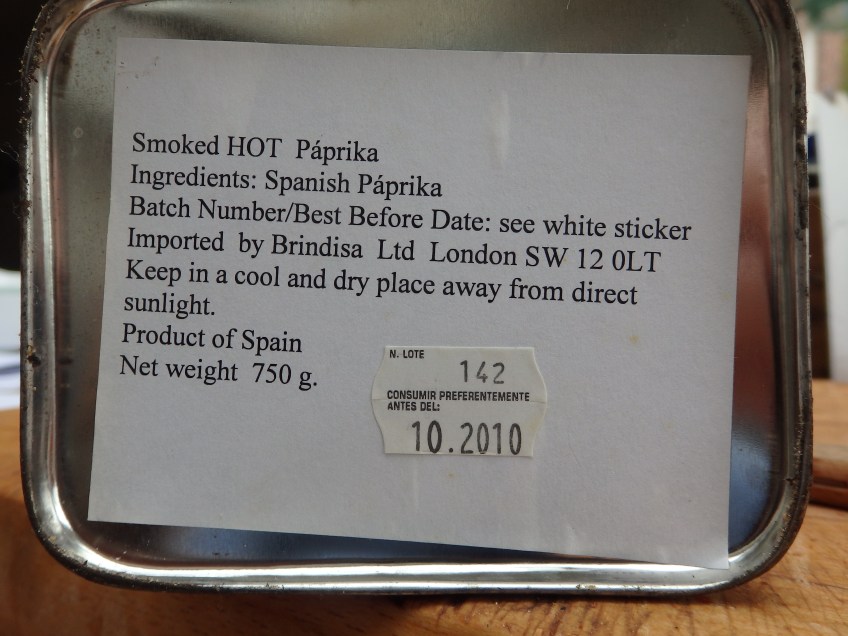 Smoked HOT Páprika
Ingredients: Spanish Páprika
Batch Number/Best Before Date: see white sticker
Imported by Brindisa Ltd London SW 12 0LT
Keep in a cool and dry place away from direct
sunlight.
Product of Spain
Net weight 750 g.
N. LOTE
142
CONSUMIR PREFERENTEMENTE
ANTES DEL:
10.2010